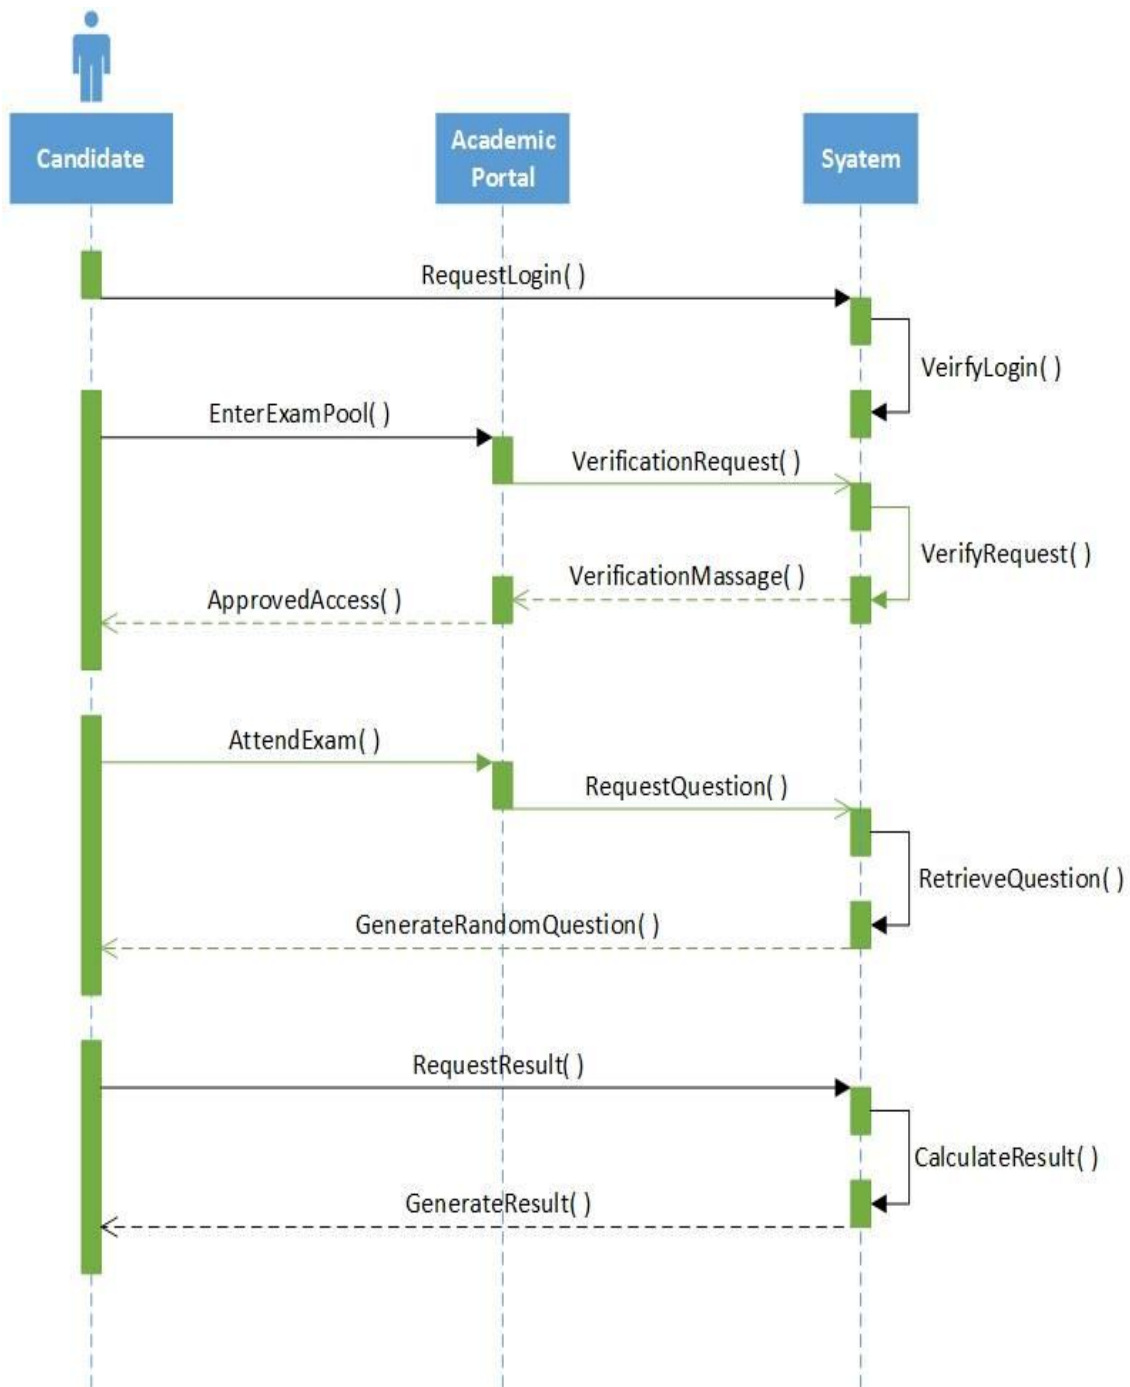 Candidate
Academic
Portal
Syatem
RequestLogin( )
VeirfyLogin( )
EnterExamPool( )
VerificationRequest( )
VerifyRequest( )
VerificationMassage( )
ApprovedAccess( )
AttendExam( )
RequestQuestion( )
RetrieveQuestion( )
GenerateRandomQuestion( )
RequestResult( )
CalculateResult( )
GenerateResult( )